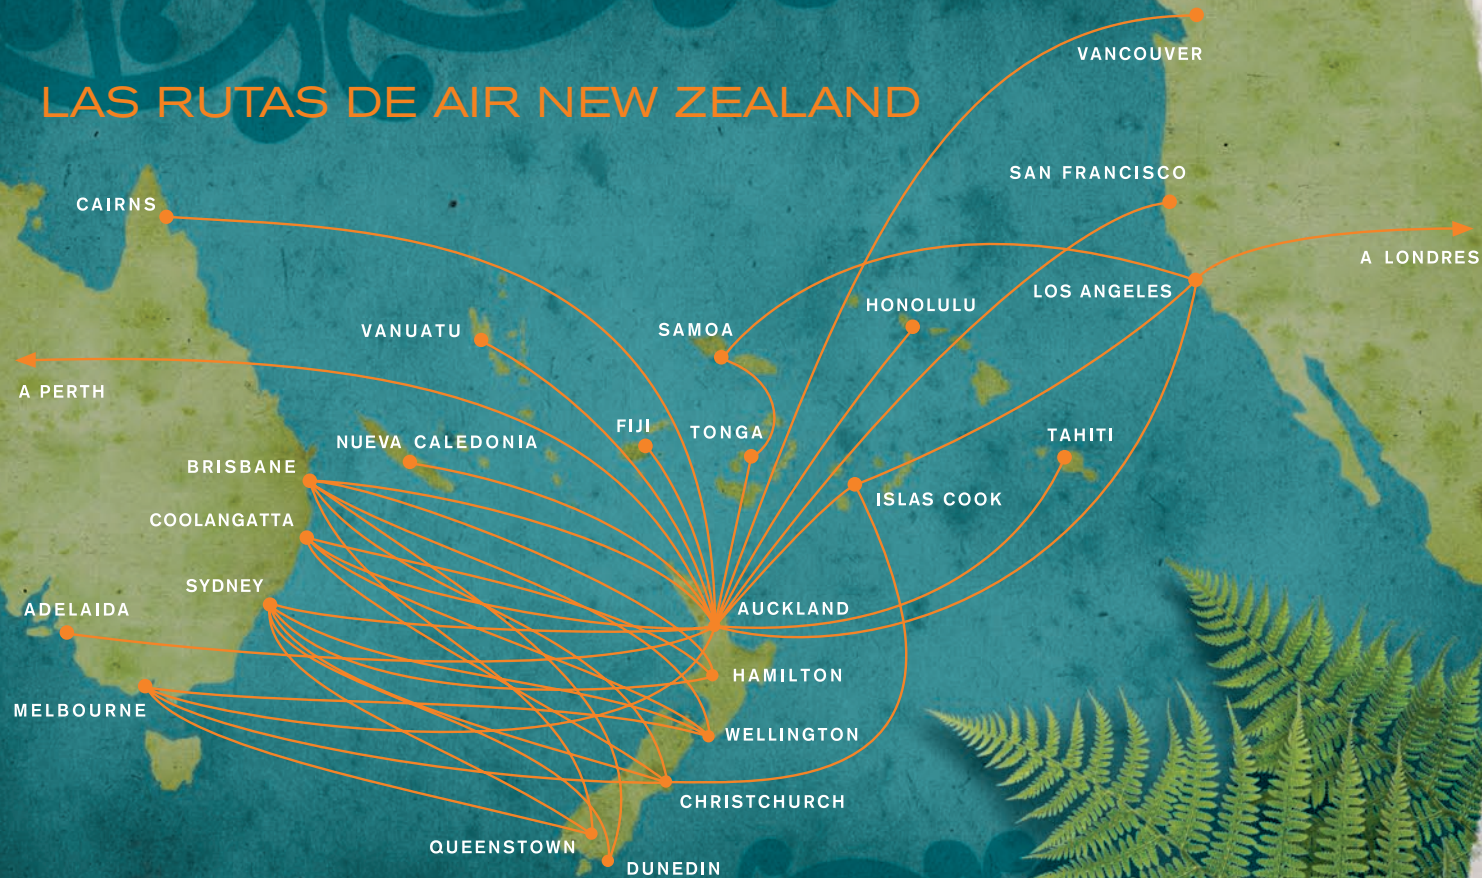 VANCOUVER
LAS RUTAS DE AIR NEW ZEALAND
SAN FRANCISCO
CAIRNS
A LONDRES
LOS ANGELES
HONOLULU
VANUATU
SAMOA
A PERTH
FIJI
TONGA
TAHITI
NUEVA CALEDONIA
BRISBANE
ISLAS COOK
COOLANGATTA
SYDNEY
ADELAIDA
AUCKLAND
HAMILTON
MELBOURNE
WELLINGTON
CHRISTCHURCH
QUEENSTOWN
DUNEDIN